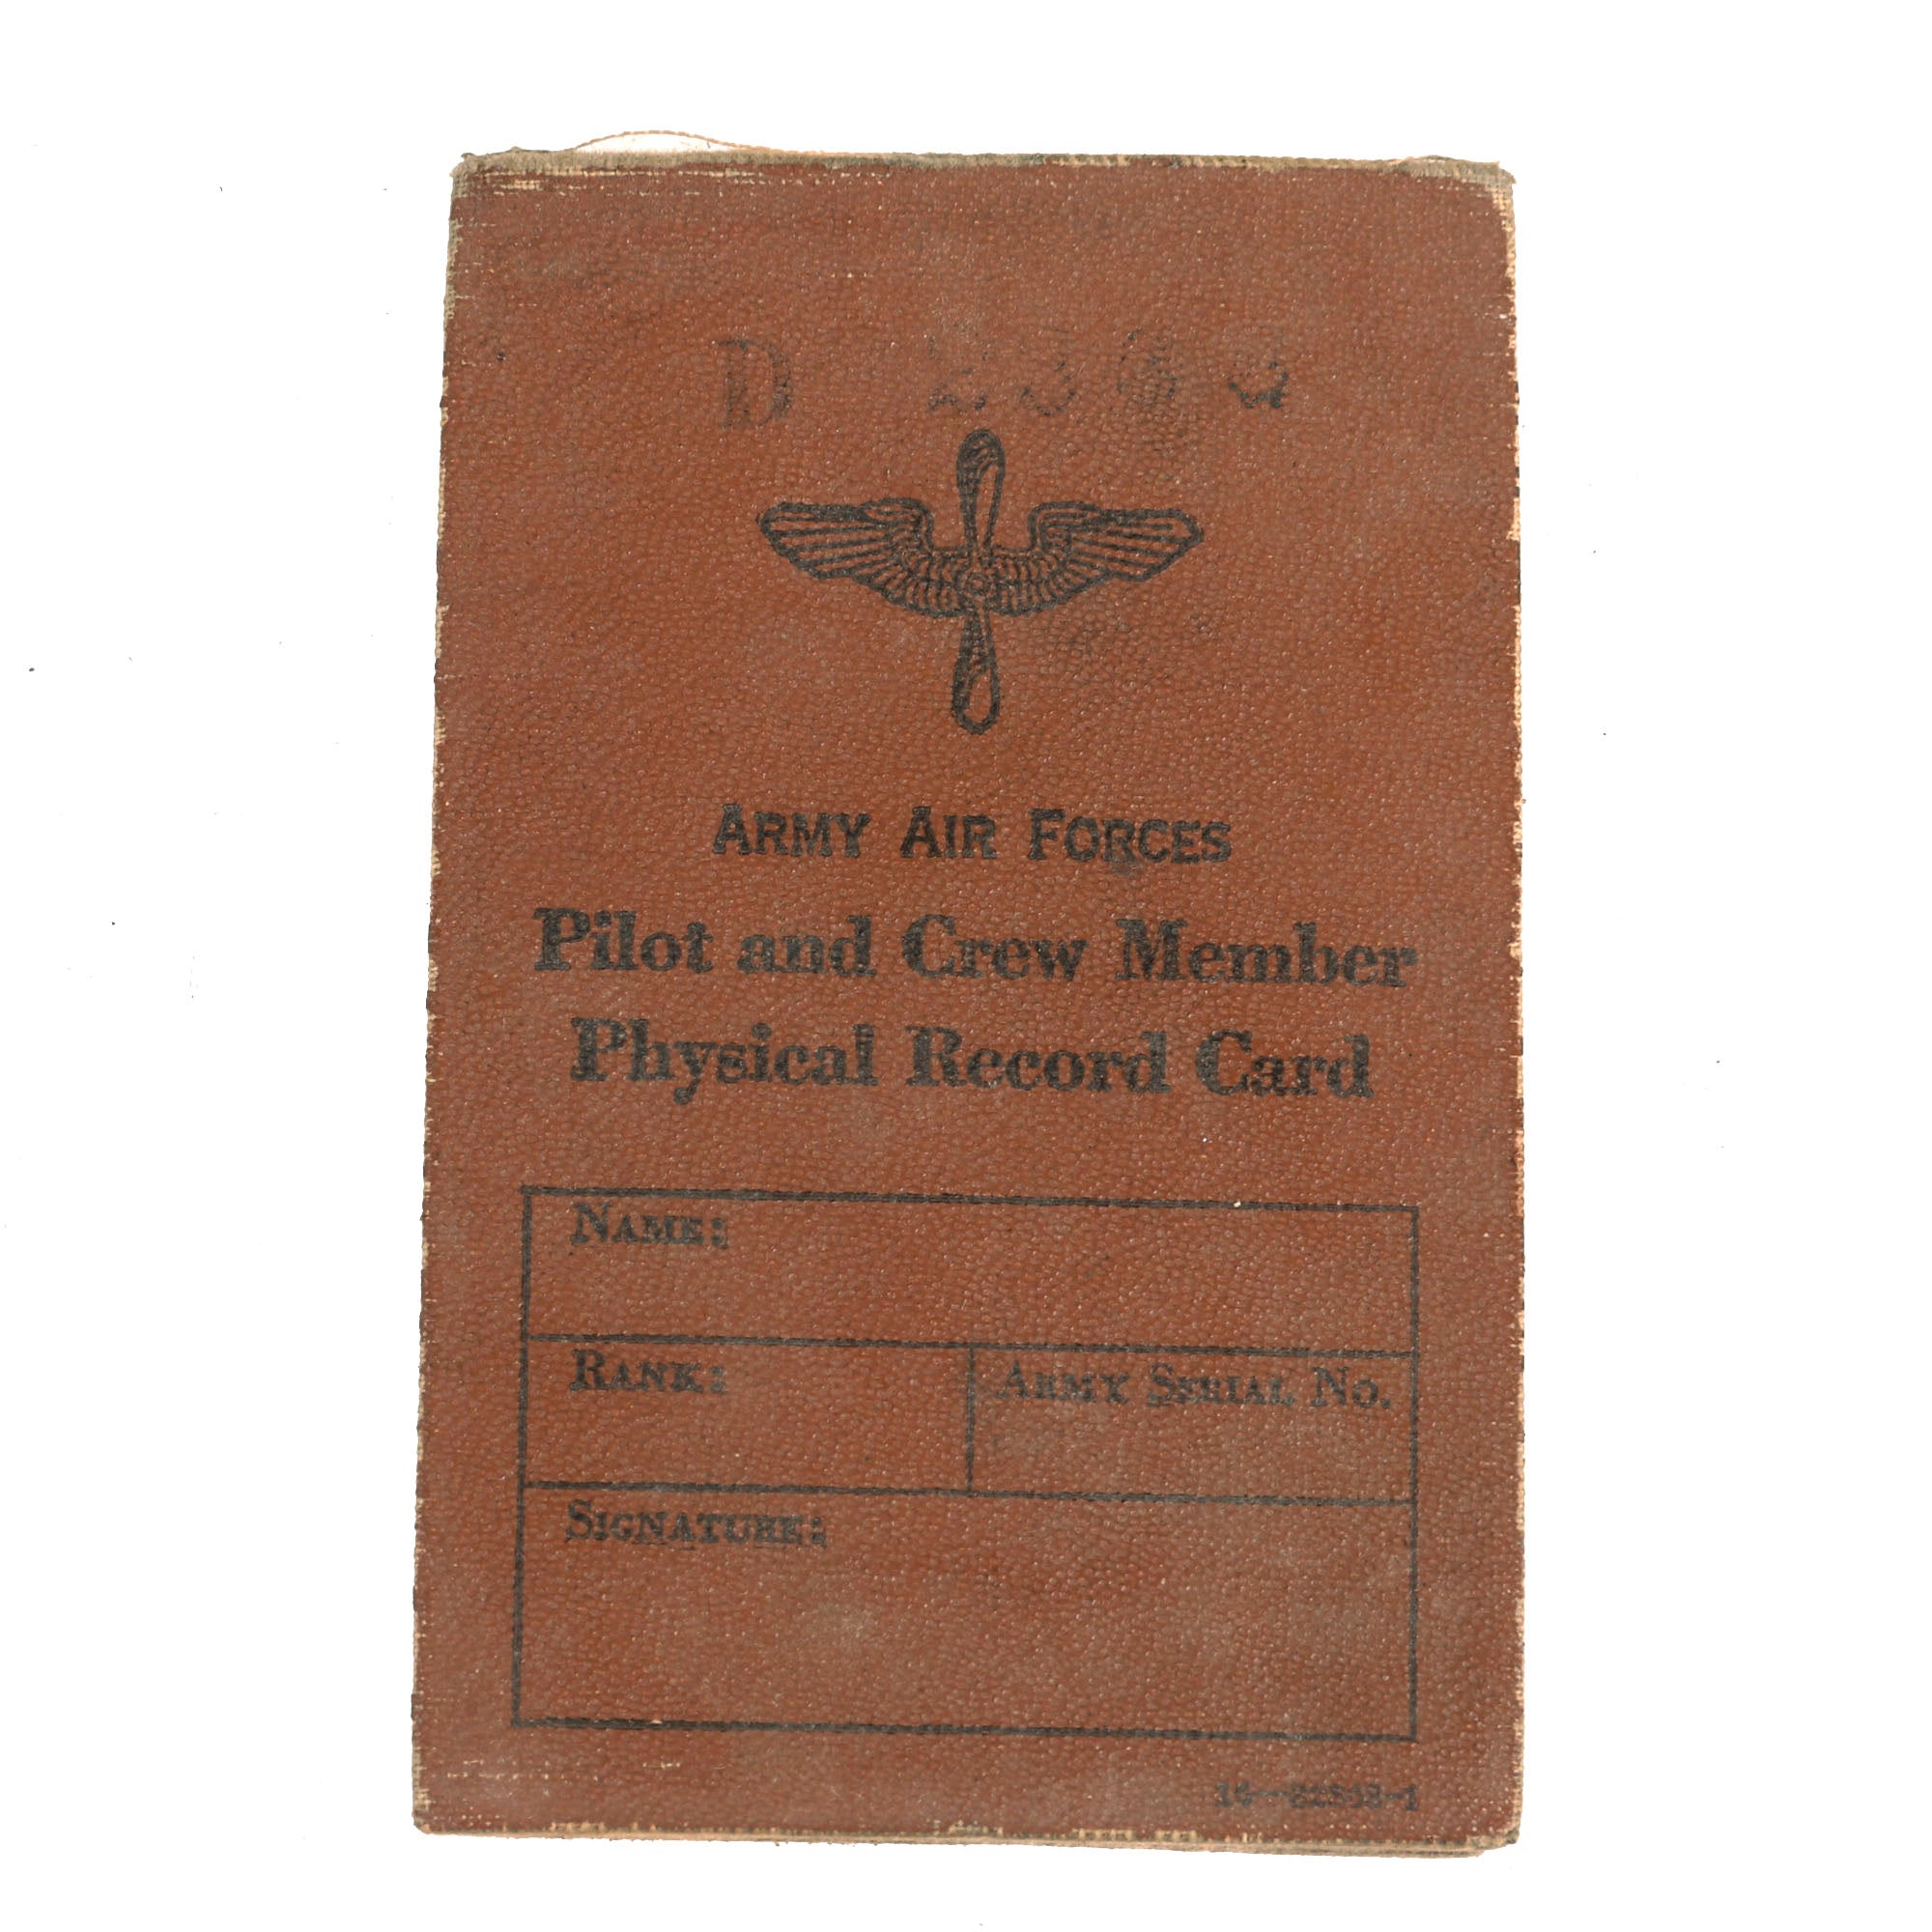 D
ARMY AIR FORCES
Pilot and Crew Member
Physical Record Card
NAME:
RANK: ARMY SERIAL NO.
SIGNATURE: